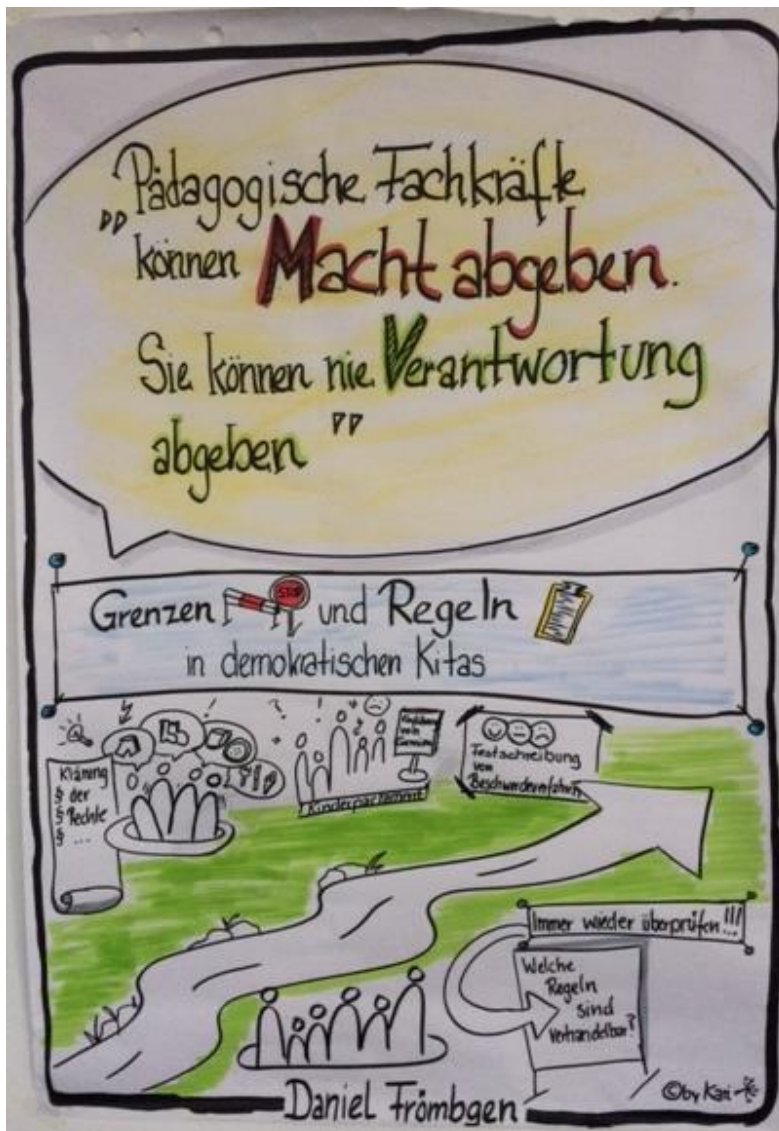 „Pädagogische Fachkräfte
können Macht abgeben.
Sie können nie Verantwortung
abgeben"
Grenzen STOP und Regeln
in demokratischen Kitas
Klärung
§ der
§ Rechte
§ ...
Kinderparlament
Festschreibung
von
Beschwerdeverfahren
Immer wieder überprüfen!!!
Welche
Regeln
sind
Verhandelbar?
Daniel Frömbgen
©by Kari